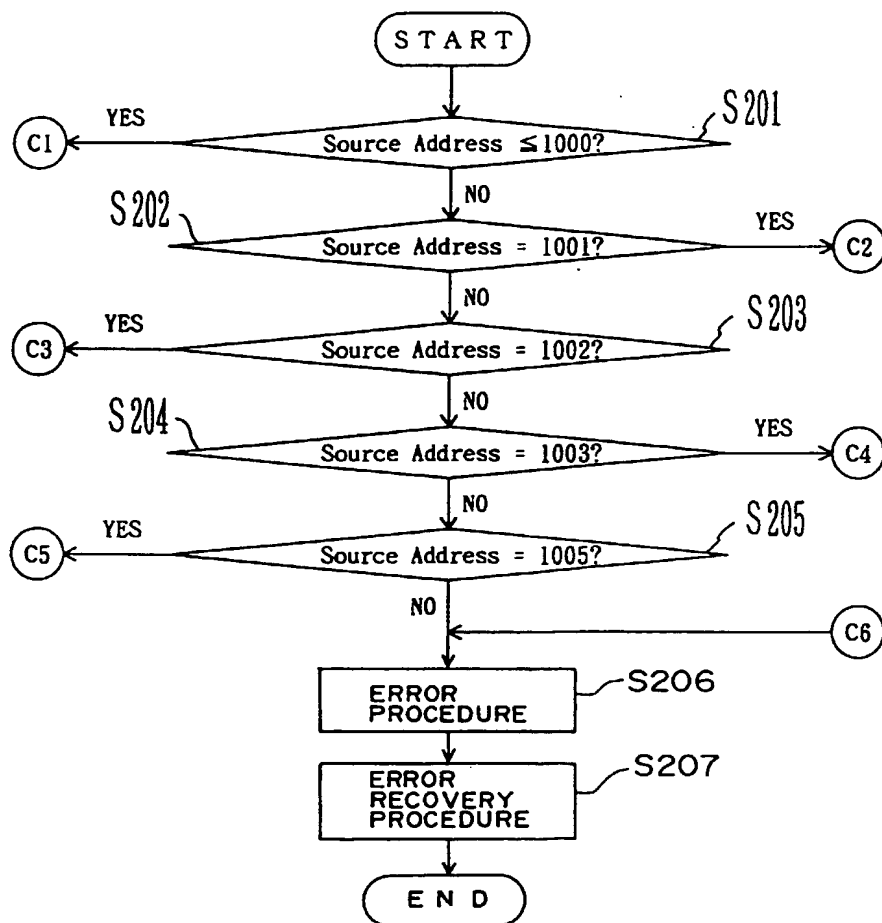 START
S201
YES
C1
Source Address ≦1000?
NO
S202
Source Address = 1001?
YES
C2
NO
S203
YES
C3
Source Address = 1002?
NO
S204
Source Address = 1003?
YES
C4
NO
S205
YES
C5
Source Address = 1005?
NO
C6
ERROR
PROCEDURE
S206
ERROR
RECOVERY
PROCEDURE
S207
END